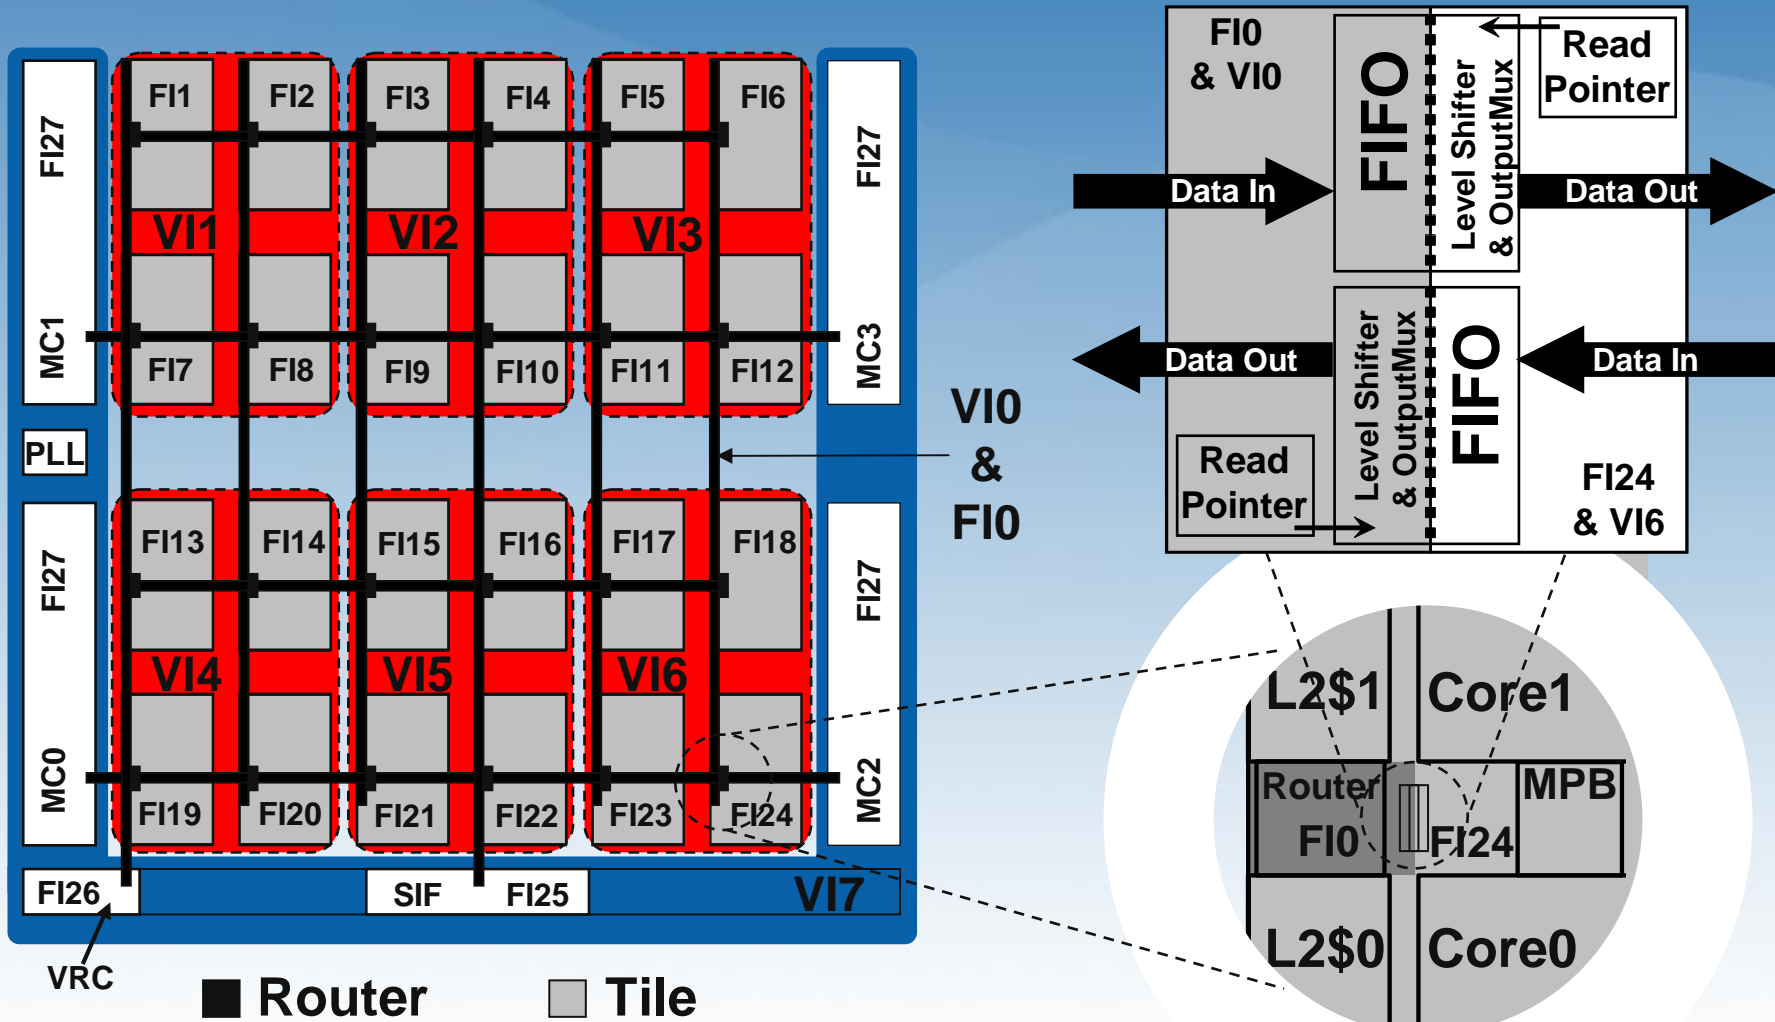 FI1
FI2
FI3
FI4
FI5
FI6
FI27
FI27
VI1
VI2
VI3
MC1
MC3
FI7
FI8
FI9
FI10
FI11
FI12
PLL
VI0
&
FI0
FI13
FI14
FI15
FI16
FI17
FI18
FI27
FI27
VI4
VI5
VI6
MC0
MC2
FI19
FI20
FI21
FI22
FI23
FI24
FI26
SIF
FI25
VI7
VRC
Router
Tile
FI0
& VI0
FIFO
Level Shifter
& OutputMux
Read
Pointer
Data In
Data Out
Data Out
Level Shifter
& OutputMux
FIFO
Data In
Read
Pointer
FI24
& VI6
L2$1
Core1
Router
FI0
FI24
MPB
L2$0
Core0